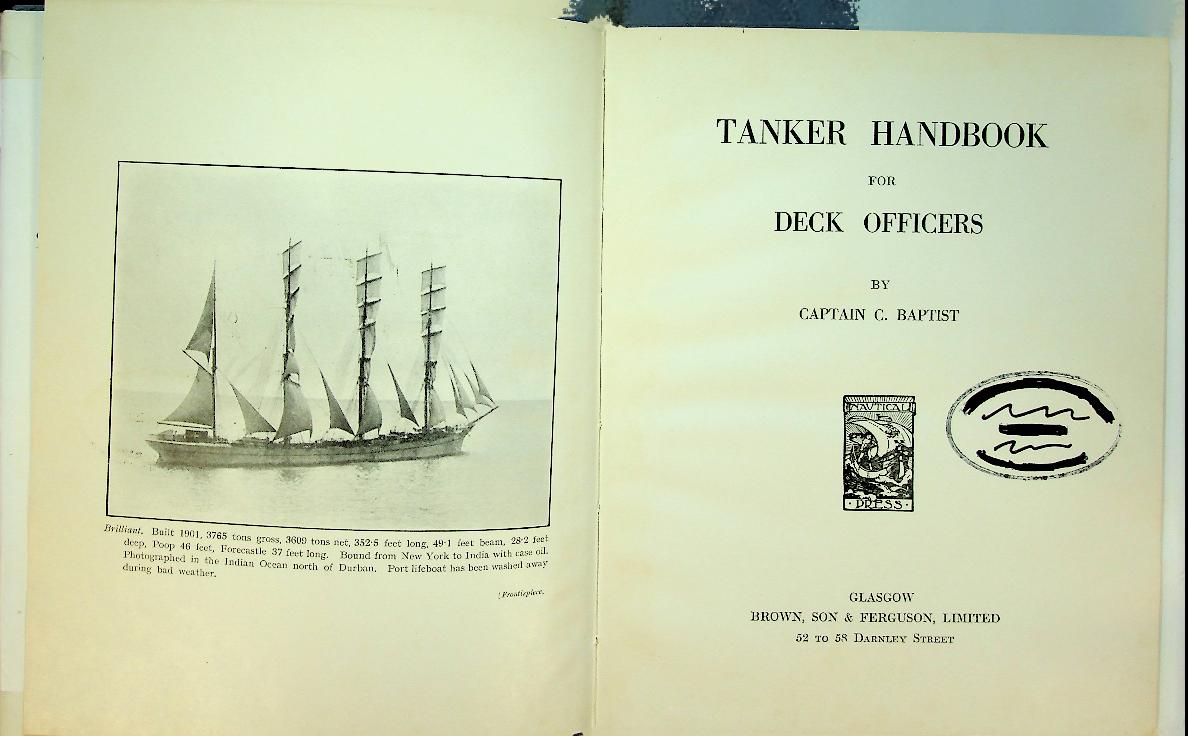 Brilliant. Built 1901, 3765 tons gross, 3609 tons net, 352·5 feet long, 49·1 feet beam, 28·2 feet
deep, Poop 46 feet, Forecastle 37 feet long. Bound from New York to India with case oil.
Photographed in the Indian Ocean north of Durban. Port lifeboat has been washed away
during bad weather.
[Frontispiece.
TANKER HANDBOOK
FOR
DECK OFFICERS
BY
CAPTAIN C. BAPTIST
NAUTICAL
PRESS
GLASGOW
BROWN, SON & FERGUSON, LIMITED
52 TO 58 DARNLEY STREET